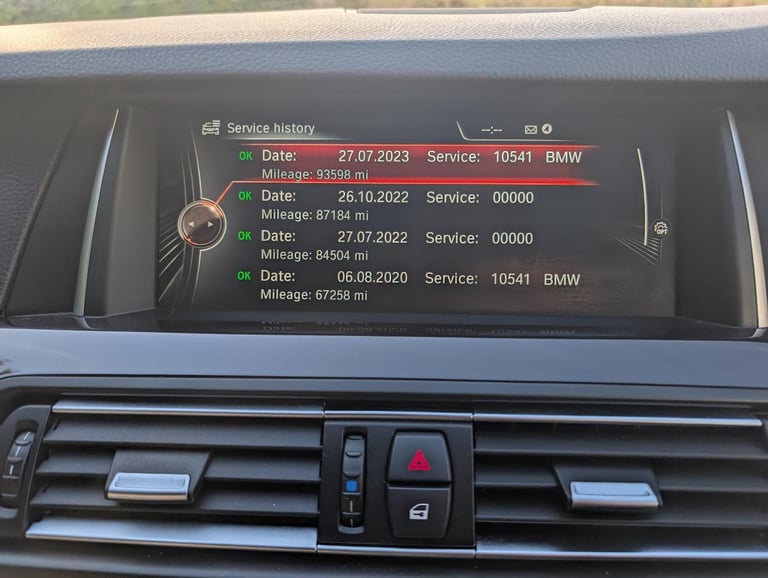 Service history --:--
OK Date: 27.07.2023 Service: 10541 BMW
Mileage: 93598 mi
OK Date: 26.10.2022 Service: 00000
Mileage: 87184 mi
OK Date: 27.07.2022 Service: 00000
Mileage: 84504 mi
OK Date: 06.08.2020 Service: 10541 BMW
Mileage: 67258 mi
OPT